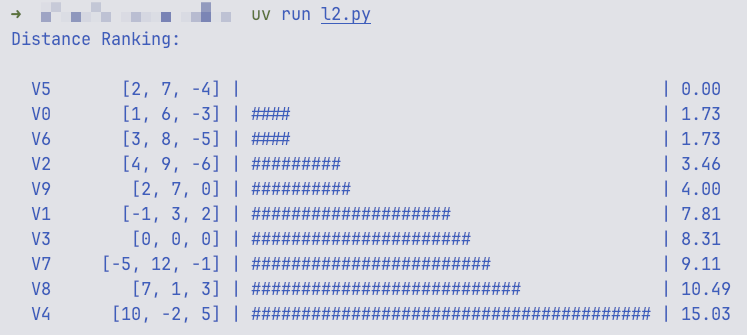 ➜ uv run l2.py
Distance Ranking:

  V5       [2, 7, -4] |                                          | 0.00
  V0       [1, 6, -3] | ####                                     | 1.73
  V6       [3, 8, -5] | ####                                     | 1.73
  V2       [4, 9, -6] | #########                                | 3.46
  V9        [2, 7, 0] | ##########                               | 4.00
  V1       [-1, 3, 2] | ####################                     | 7.81
  V3        [0, 0, 0] | ######################                   | 8.31
  V7     [-5, 12, -1] | ########################                 | 9.11
  V8        [7, 1, 3] | ###########################              | 10.49
  V4      [10, -2, 5] | ######################################## | 15.03